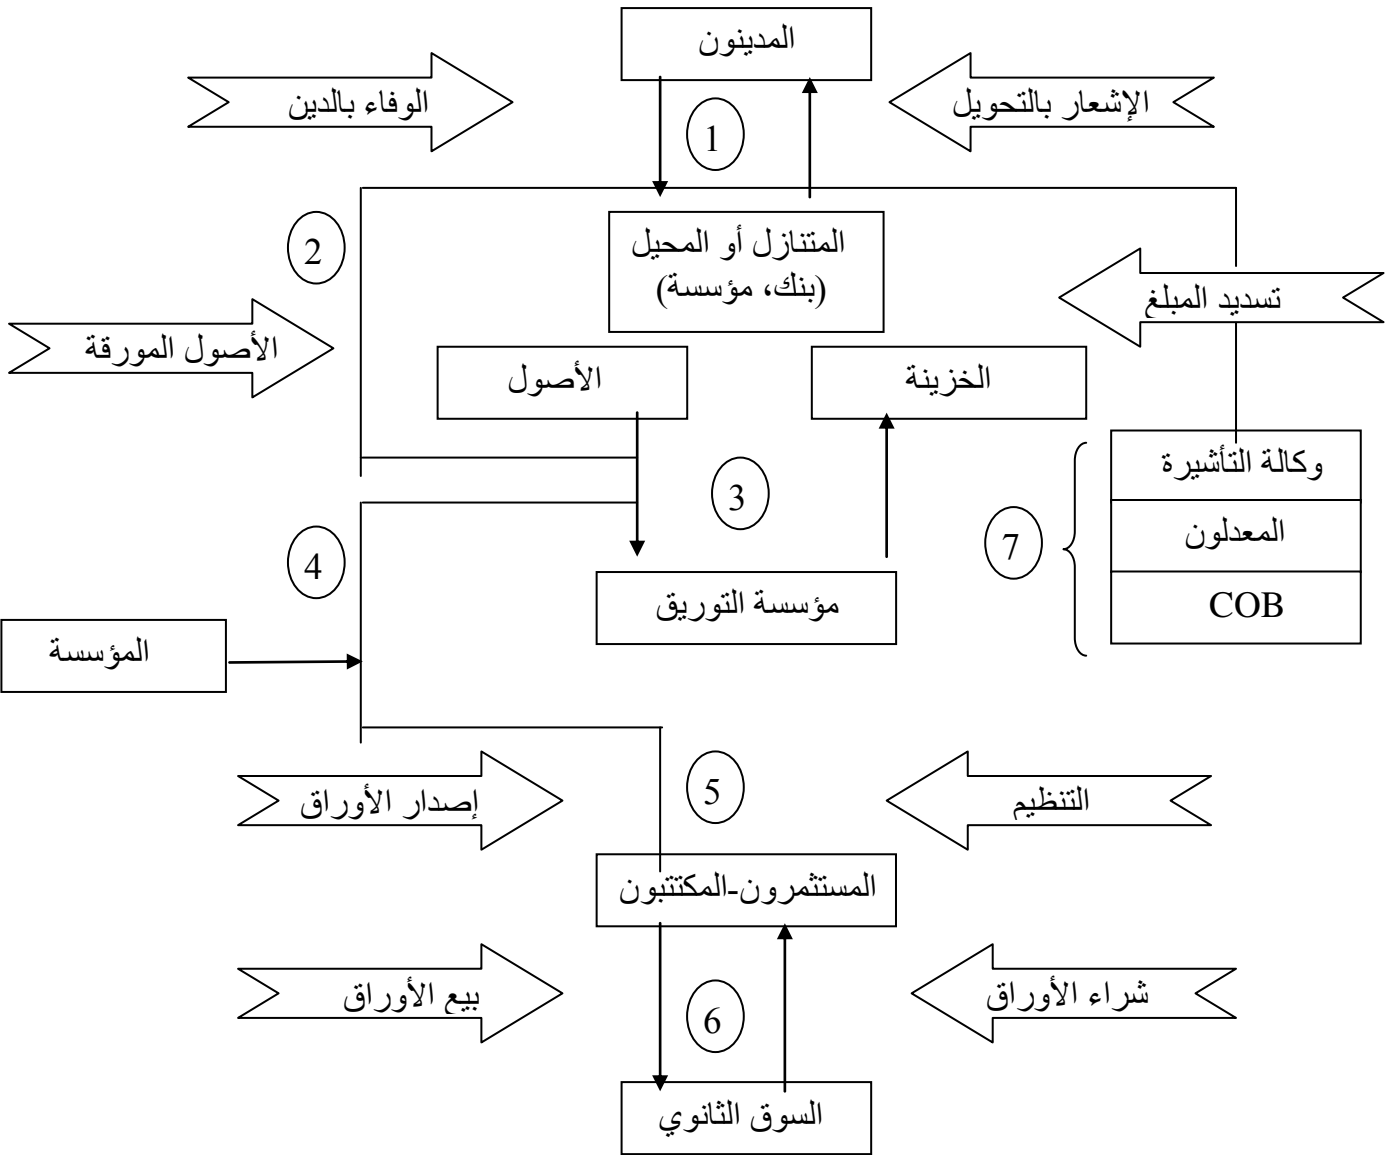 المدينون
الإشعار بالتحويل
الوفاء بالدين
1
2
المتنازل أو المحيل
(بنك، مؤسسة)
تسديد المبلغ
الأصول المورقة
الخزينة
الأصول
3
وكالة التأشيرة
المعدلون
COB
7
4
مؤسسة التوريق
المؤسسة
5
التنظيم
إصدار الأوراق
المستثمرون-المكتتبون
شراء الأوراق
بيع الأوراق
6
السوق الثانوي